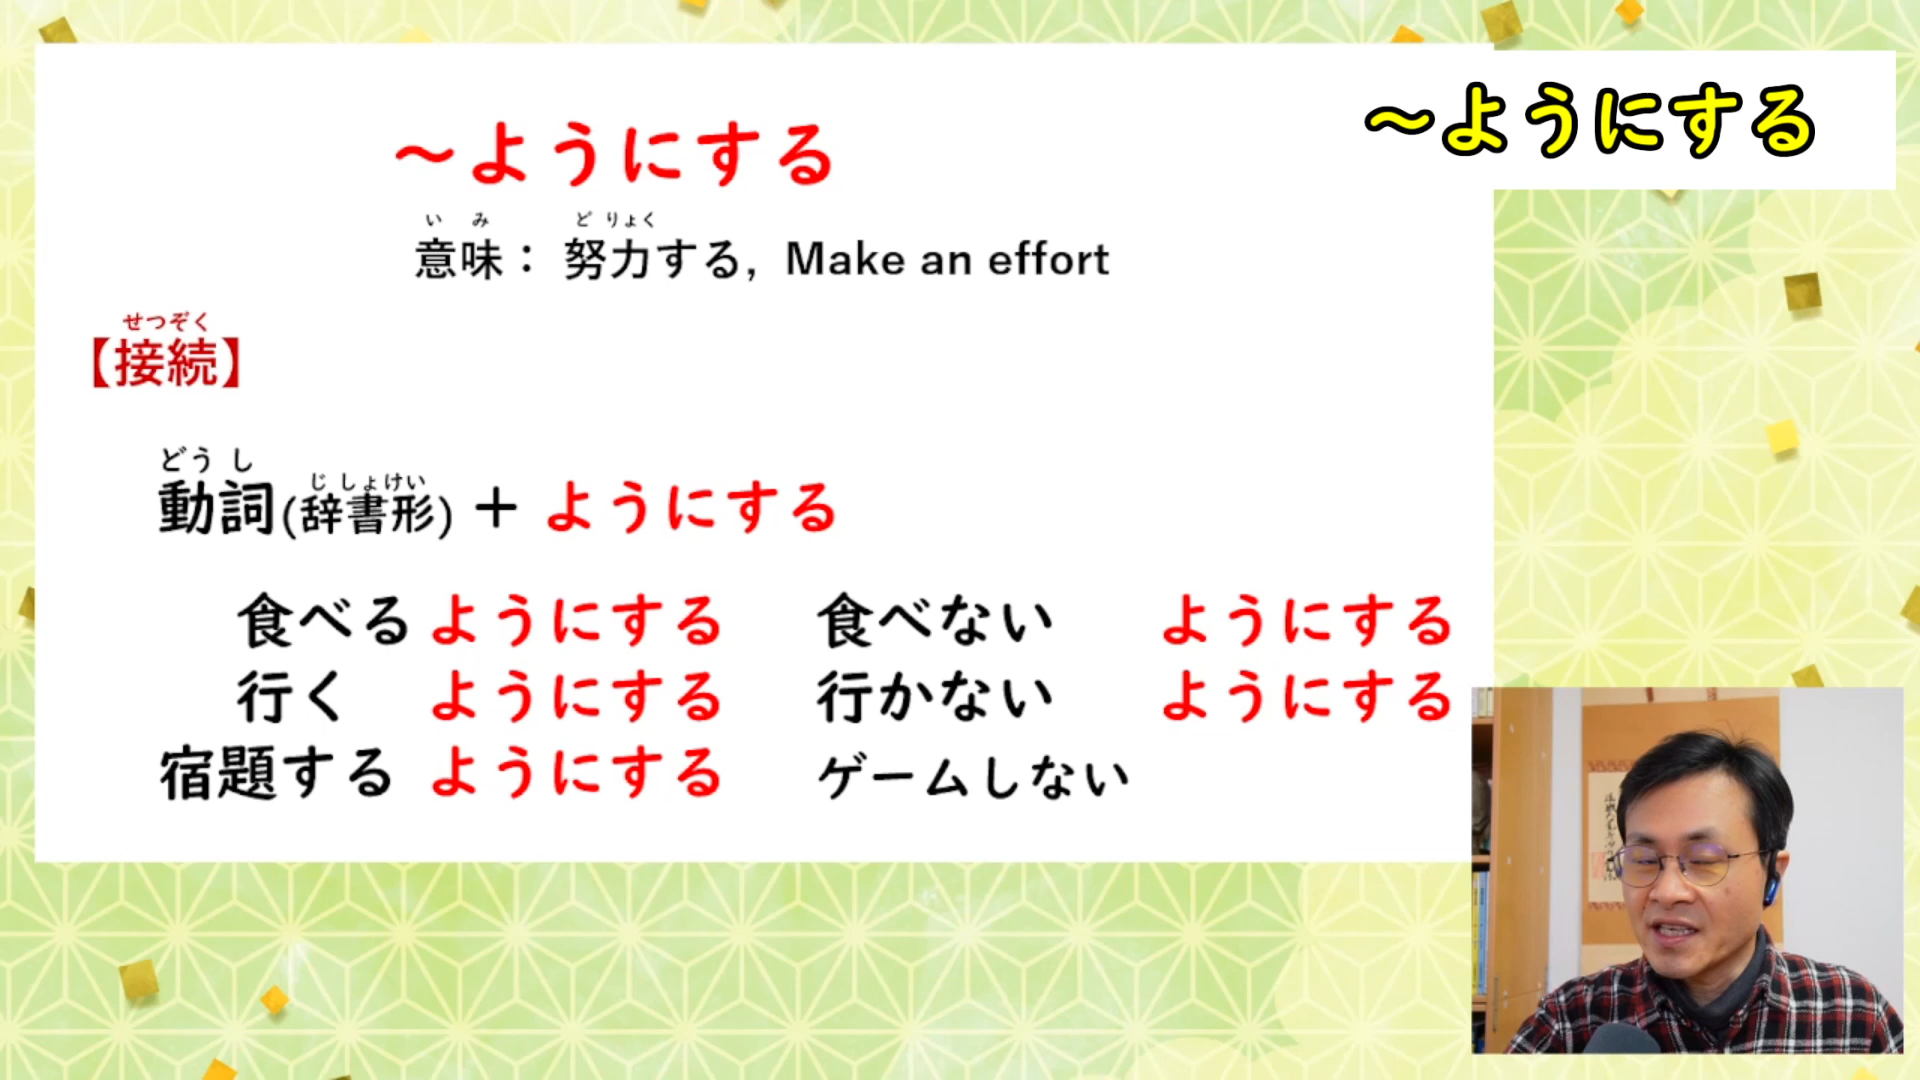 ～ようにする
～ようにする
い み ど りょく
意味： 努力する, Make an effort
せつぞく
【接続】
どう し じ しょけい
動詞(辞書形) ＋ ようにする
食べる ようにする 食べない ようにする
行く ようにする 行かない ようにする
宿題する ようにする ゲームしない